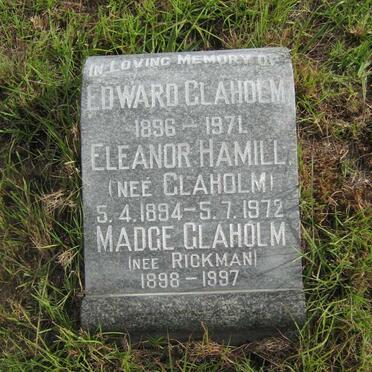 IN LOVING MEMORY OF
EDWARD CLAHOLM
1896 - 1971
ELEANOR HAMILL
(NEÉ CLAHOLM)
5.4.1894 - 5.7.1972
MADGE CLAHOLM
(NEE RICKMAN)
1898 - 1997